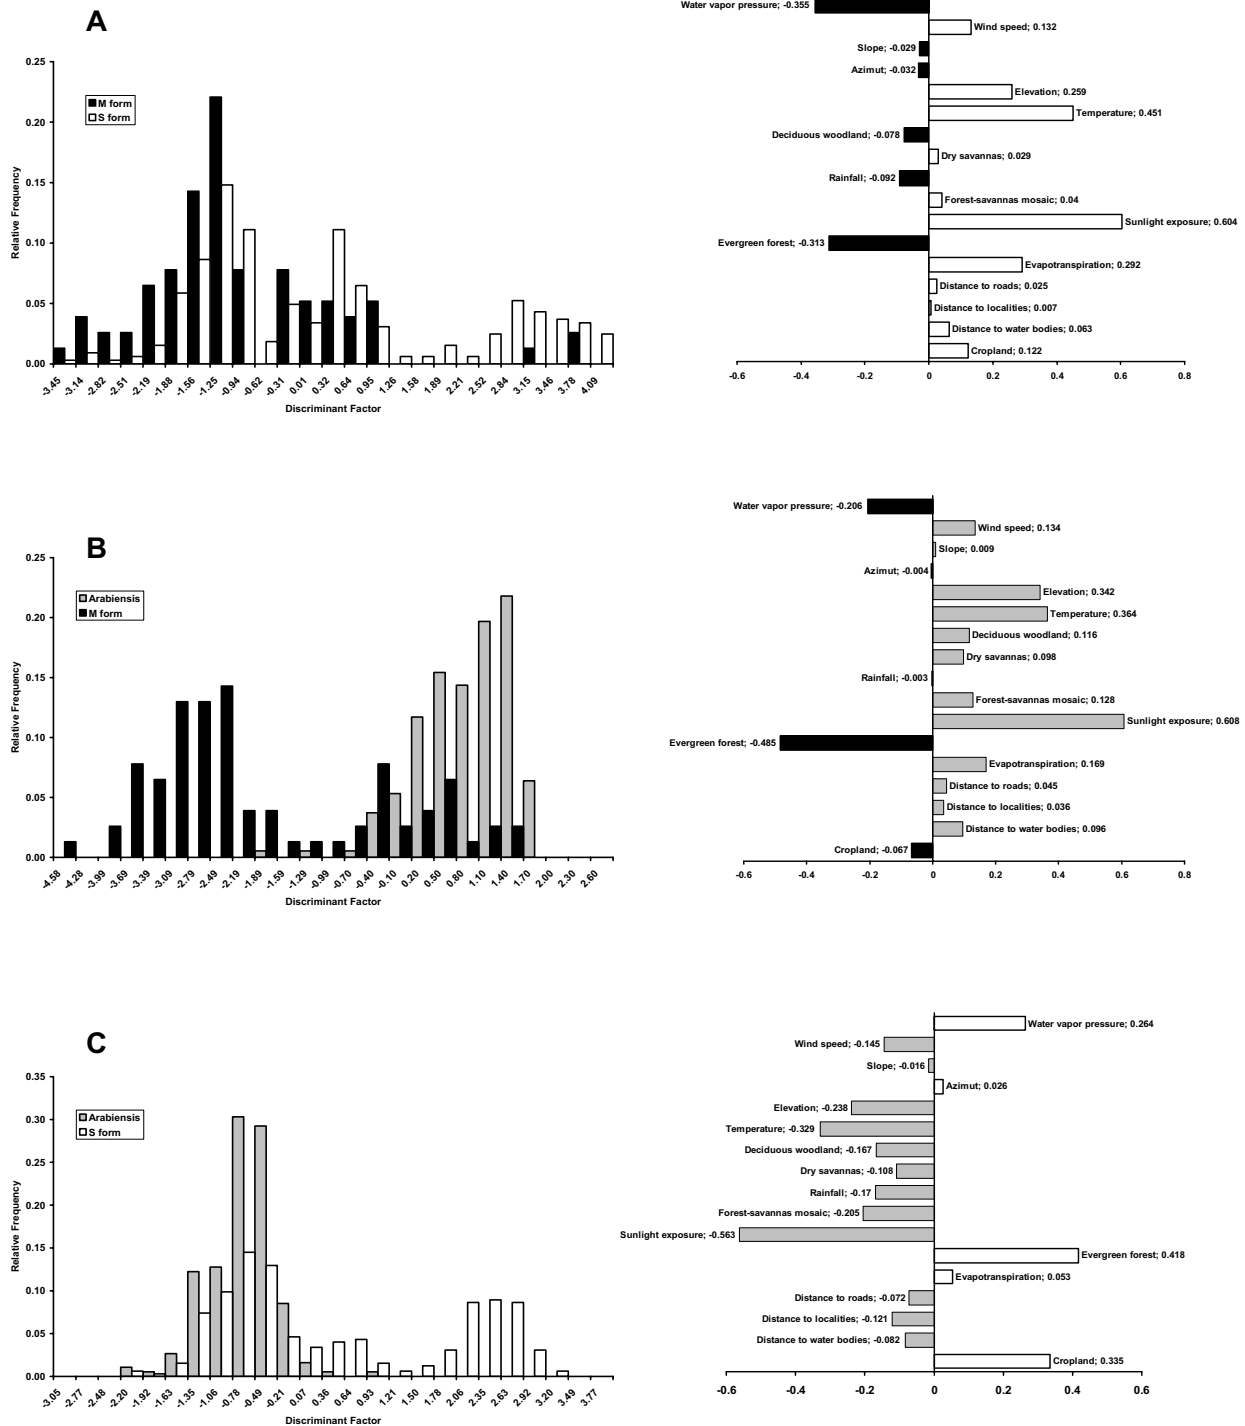 A
0.25
0.20
0.15
0.10
0.05
0.00
Relative Frequency
M form
S form
-3.45
-3.14
-2.82
-2.51
-2.19
-1.88
-1.56
-1.25
-0.94
-0.62
-0.31
0.01
0.32
0.64
0.95
1.26
1.58
1.89
2.21
2.52
2.84
3.15
3.46
3.78
4.09
Discriminant Factor
Water vapor pressure; -0.355
Wind speed; 0.132
Slope; -0.029
Azimut; -0.032
Elevation; 0.259
Temperature; 0.451
Deciduous woodland; -0.078
Dry savannas; 0.029
Rainfall; -0.092
Forest-savannas mosaic; 0.04
Sunlight exposure; 0.604
Evergreen forest; -0.313
Evapotranspiration; 0.292
Distance to roads; 0.025
Distance to localities; 0.007
Distance to water bodies; 0.063
Cropland; 0.122
-0.6
-0.4
-0.2
0
0.2
0.4
0.6
0.8
B
0.25
0.20
0.15
0.10
0.05
0.00
Relative Frequency
Arabiensis
M form
-4.58
-4.28
-3.99
-3.69
-3.39
-3.09
-2.79
-2.49
-2.19
-1.89
-1.59
-1.29
-0.99
-0.70
-0.40
-0.10
0.20
0.50
0.80
1.10
1.40
1.70
2.00
2.30
2.60
Discriminant Factor
Water vapor pressure; -0.206
Wind speed; 0.134
Slope; 0.009
Azimut; -0.004
Elevation; 0.342
Temperature; 0.364
Deciduous woodland; 0.116
Dry savannas; 0.098
Rainfall; -0.003
Forest-savannas mosaic; 0.128
Sunlight exposure; 0.608
Evergreen forest; -0.485
Evapotranspiration; 0.169
Distance to roads; 0.045
Distance to localities; 0.036
Distance to water bodies; 0.096
Cropland; -0.067
-0.6
-0.4
-0.2
0
0.2
0.4
0.6
0.8
C
0.35
0.30
0.25
0.20
0.15
0.10
0.05
0.00
Relative Frequency
Arabiensis
S form
-3.05
-2.77
-2.48
-2.20
-1.92
-1.63
-1.35
-1.06
-0.78
-0.49
-0.21
0.07
0.36
0.64
0.93
1.21
1.50
1.78
2.06
2.35
2.63
2.92
3.20
3.49
3.77
Discriminant Factor
Water vapor pressure; 0.264
Wind speed; -0.145
Slope; -0.016
Azimut; 0.026
Elevation; -0.238
Temperature; -0.329
Deciduous woodland; -0.167
Dry savannas; -0.108
Rainfall; -0.17
Forest-savannas mosaic; -0.205
Sunlight exposure; -0.563
Evergreen forest; 0.418
Evapotranspiration; 0.053
Distance to roads; -0.072
Distance to localities; -0.121
Distance to water bodies; -0.082
Cropland; 0.335
-0.6
-0.4
-0.2
0
0.2
0.4
0.6